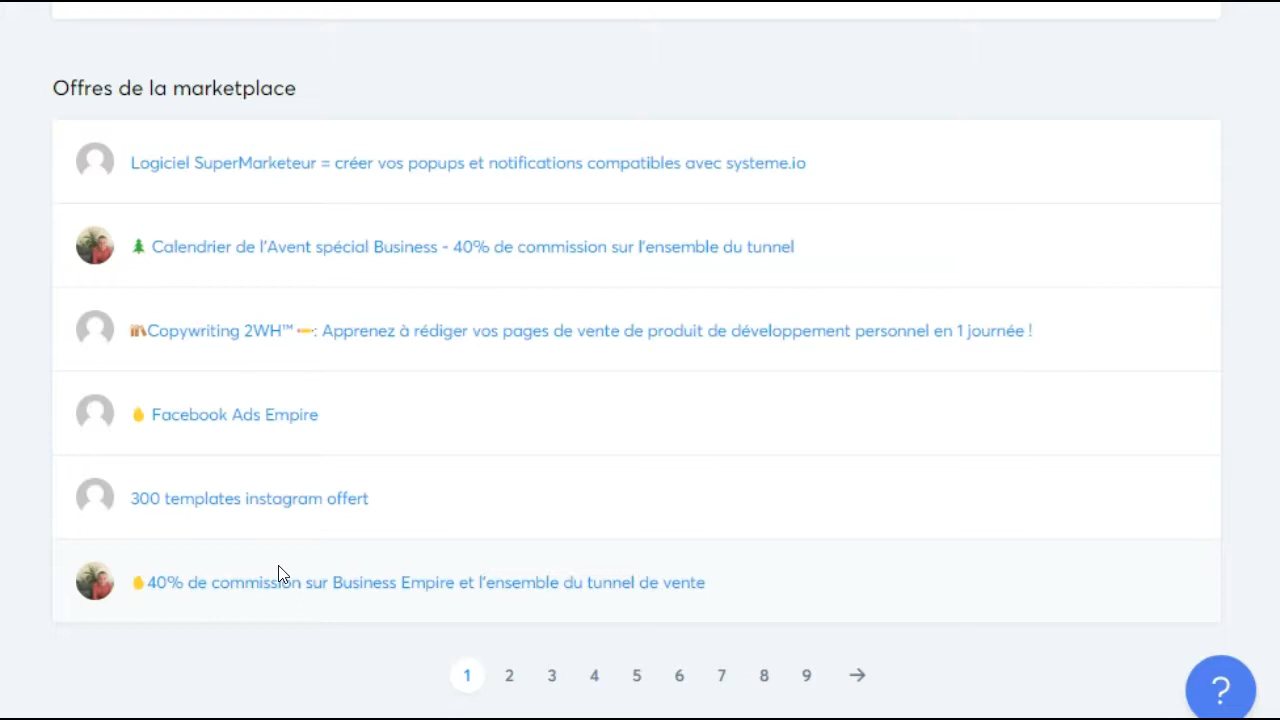 Offres de la marketplace
Logiciel SuperMarketeur = créer vos popups et notifications compatibles avec systeme.io
🌲 Calendrier de l'Avent spécial Business - 40% de commission sur l'ensemble du tunnel
📚Copywriting 2WH™✏️: Apprenez à rédiger vos pages de vente de produit de développement personnel en 1 journée !
Facebook Ads Empire
300 templates instagram offert
40% de commission sur Business Empire et l'ensemble du tunnel de vente
1 2 3 4 5 6 7 8 9 →
?